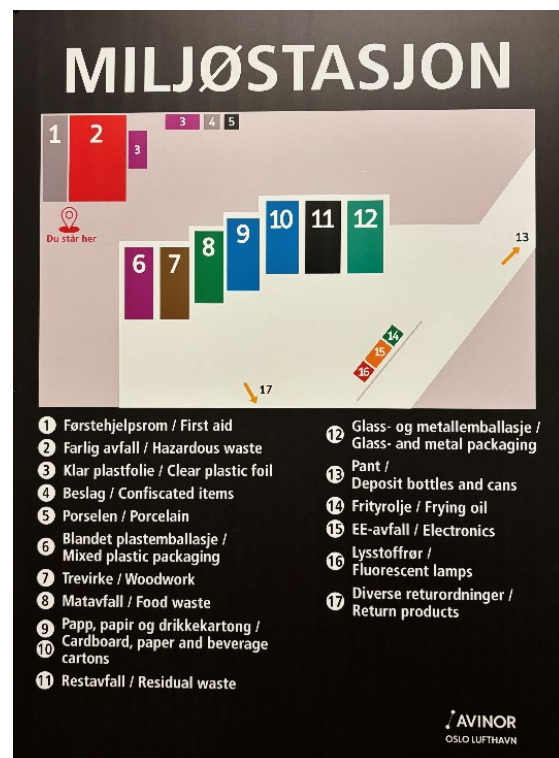 MILJØSTASJON
1 2 3 3 4 5
Du står her
6 7 8 9 10 11 12
13
14
15
16
17
1 Førstehjelpsrom / First aid
2 Farlig avfall / Hazardous waste
3 Klar plastfolie / Clear plastic foil
4 Beslag / Confiscated items
5 Porselen / Porcelain
6 Blandet plastemballasje /
Mixed plastic packaging
7 Trevirke / Woodwork
8 Matavfall / Food waste
9 Papp, papir og drikkekartong /
10 Cardboard, paper and beverage
cartons
11 Restavfall / Residual waste
12 Glass- og metallemballasje /
Glass- and metal packaging
13 Pant /
Deposit bottles and cans
14 Frityrolje / Frying oil
15 EE-avfall / Electronics
16 Lysstoffrør /
Fluorescent lamps
17 Diverse returordninger /
Return products
AVINOR
OSLO LUFTHAVN